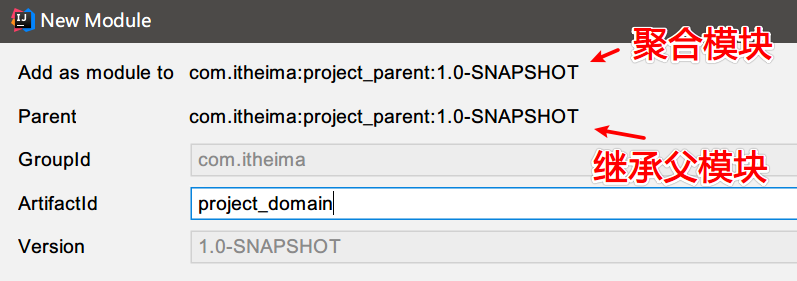 New Module
Add as module to com.itheima:project_parent:1.0-SNAPSHOT
聚合模块
Parent com.itheima:project_parent:1.0-SNAPSHOT
继承父模块
GroupId com.itheima
ArtifactId project_domain
Version 1.0-SNAPSHOT